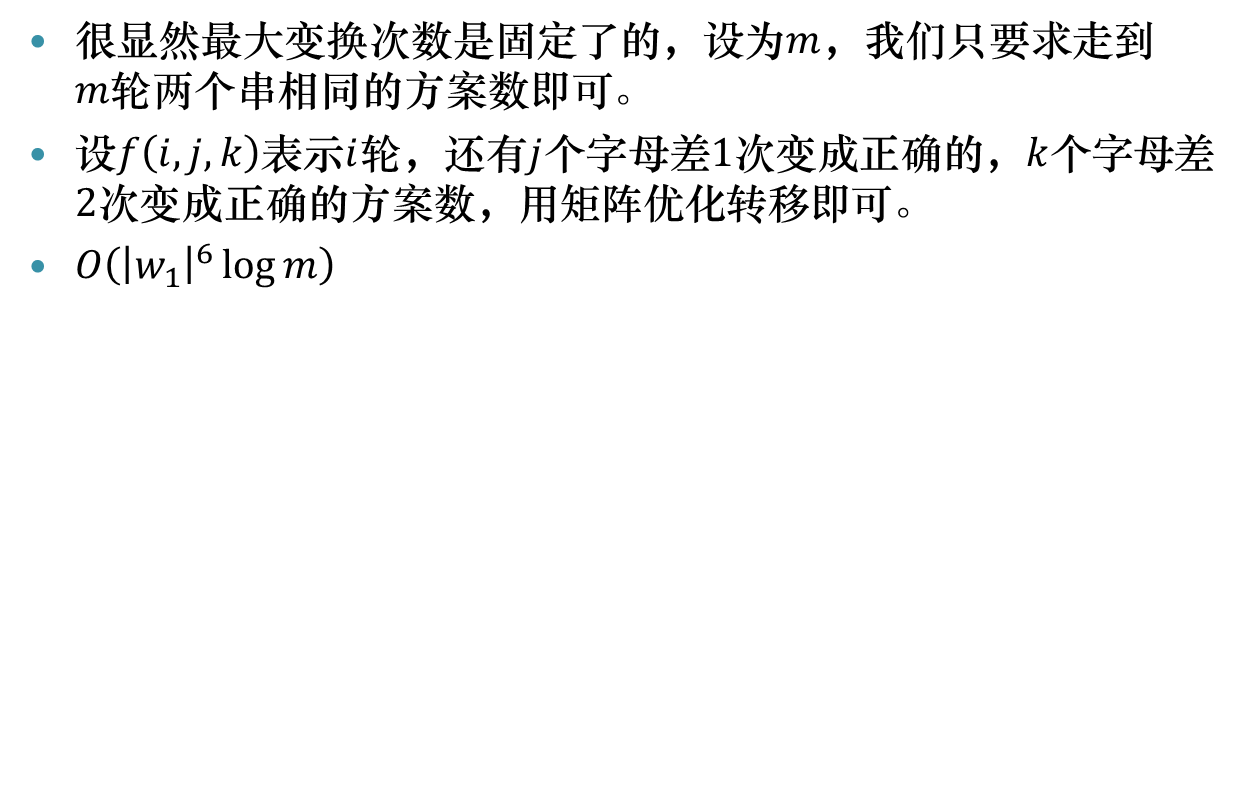 • 很显然最大变换次数是固定了的，设为m，我们只要求走到
m轮两个串相同的方案数即可。
• 设f(i, j, k)表示i轮，还有j个字母差1次变成正确的，k个字母差
2次变成正确的方案数，用矩阵优化转移即可。
• O(|w₁|⁶ log m)